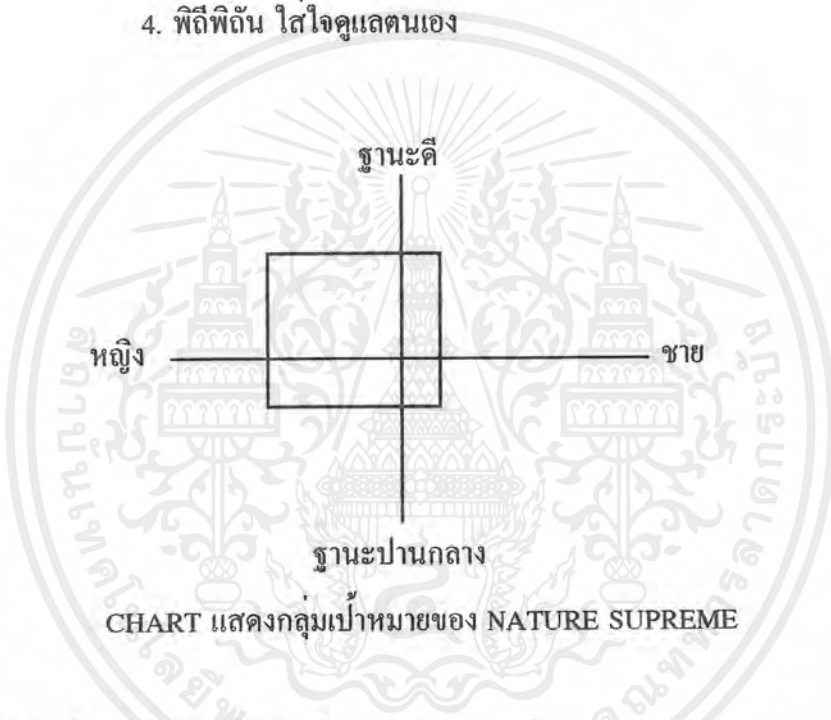 4. พิถีพิถัน ใส่ใจดูแลตนเอง
ฐานะดี
หญิง
ชาย
ฐานะปานกลาง
CHART แสดงกลุ่มเป้าหมายของ NATURE SUPREME